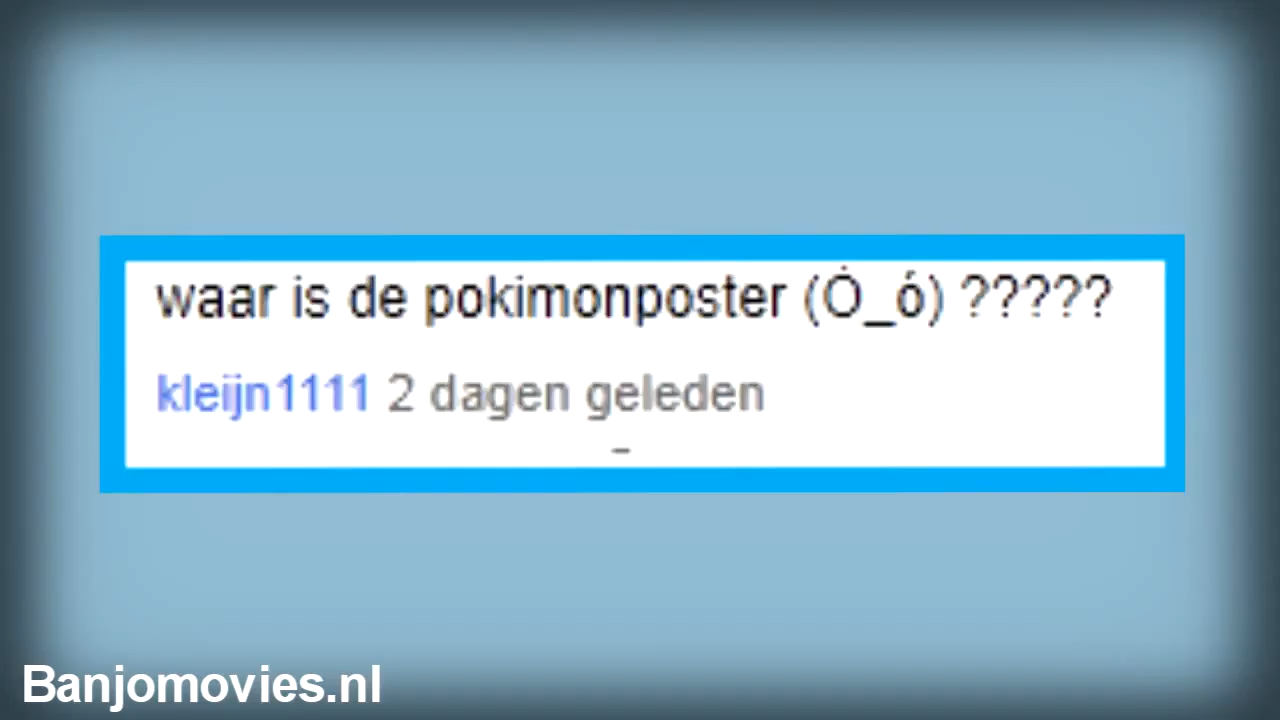 waar is de pokimonposter (Ò_ó) ?????
kleijn1111 2 dagen geleden
Banjomovies.nl